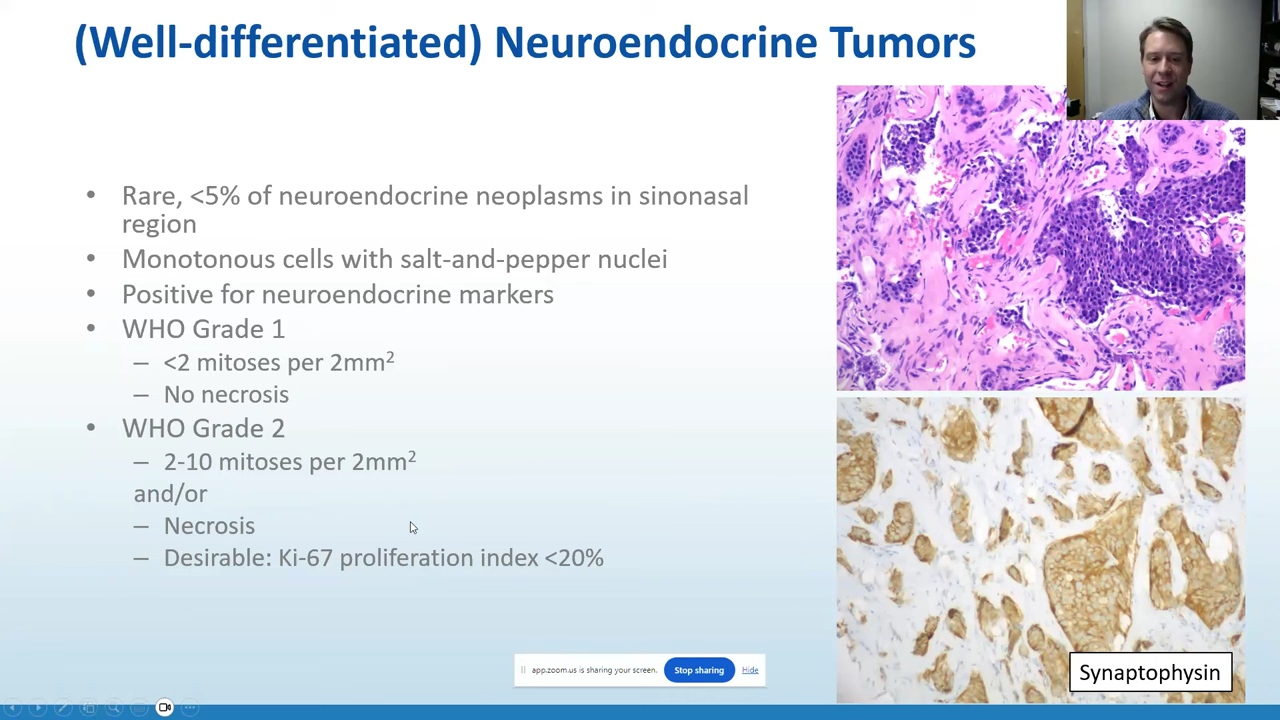 (Well-differentiated) Neuroendocrine Tumors
• Rare, <5% of neuroendocrine neoplasms in sinonasal
region
• Monotonous cells with salt-and-pepper nuclei
• Positive for neuroendocrine markers
• WHO Grade 1
– <2 mitoses per 2mm²
– No necrosis
• WHO Grade 2
– 2-10 mitoses per 2mm²
and/or
– Necrosis
– Desirable: Ki-67 proliferation index <20%
Synaptophysin
app.zoom.us is sharing your screen. Stop sharing Hide